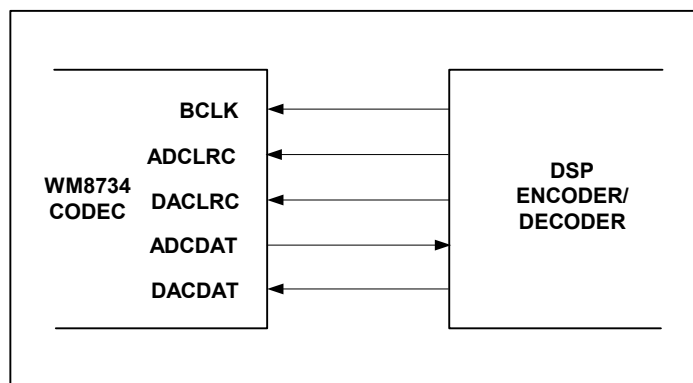 BCLK
ADCLRC
WM8734
CODEC
DACLRC
ADCDAT
DACDAT
DSP
ENCODER/
DECODER